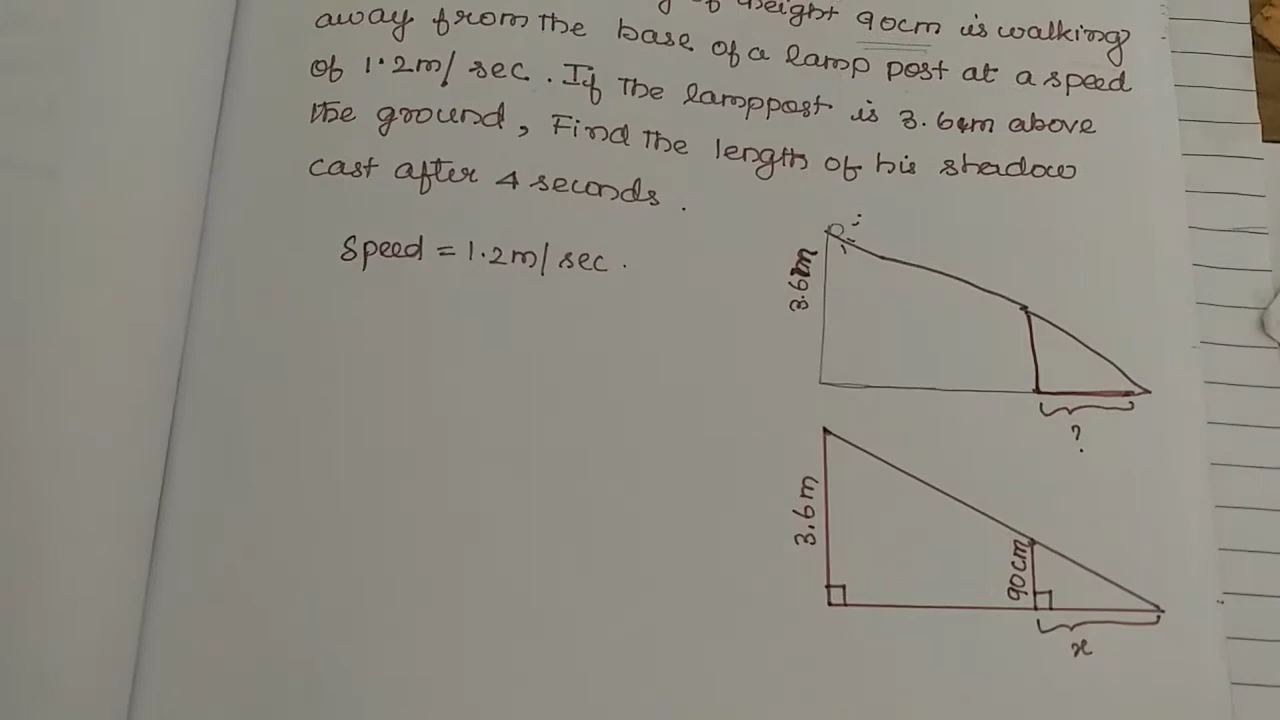 height 90cm is walking
away from the base of a lamp post at a speed
of 1.2m/sec. If the lamppost is 3.6m above
the ground, Find the length of his shadow
cast after 4 seconds.
Speed = 1.2m/sec.
3.6m
?
3.6m
90cm
x